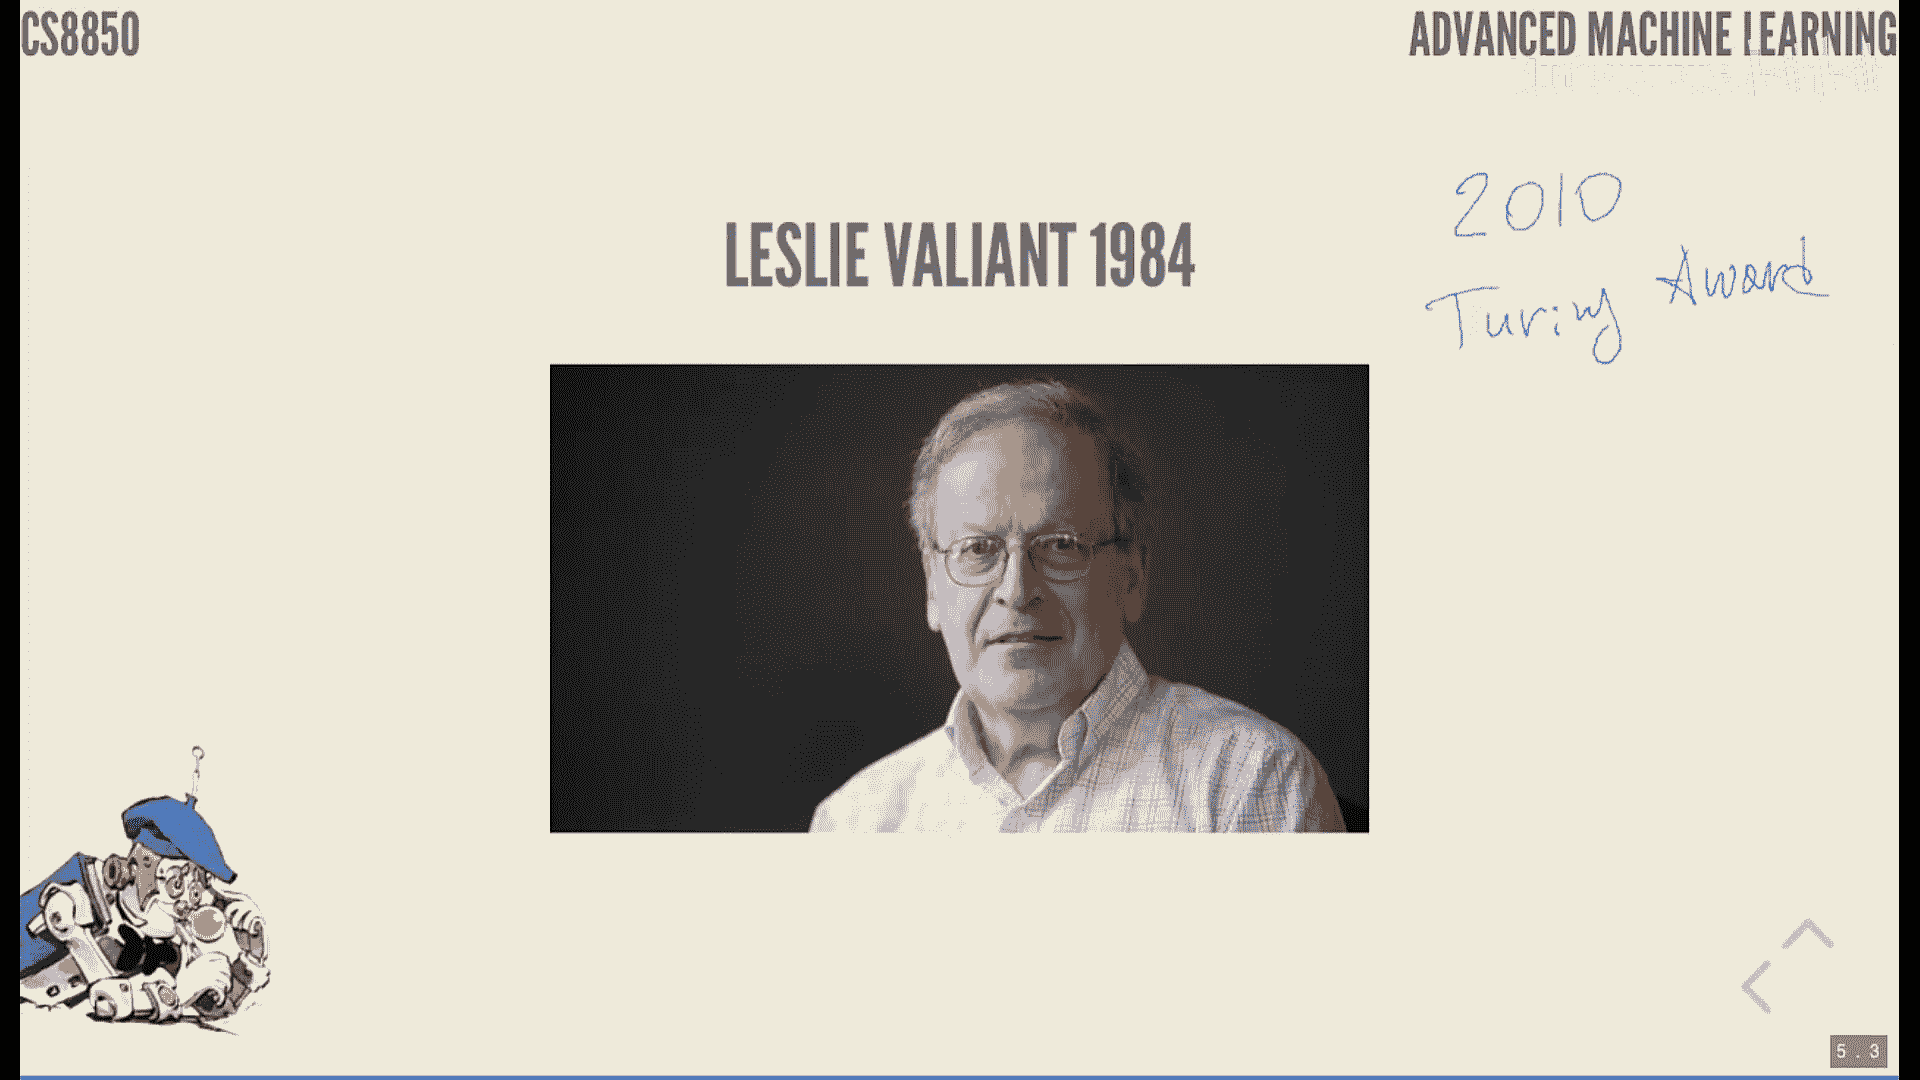 CS8850
ADVANCED MACHINE LEARNING
2010
Turing Award
LESLIE VALIANT 1984
5.3